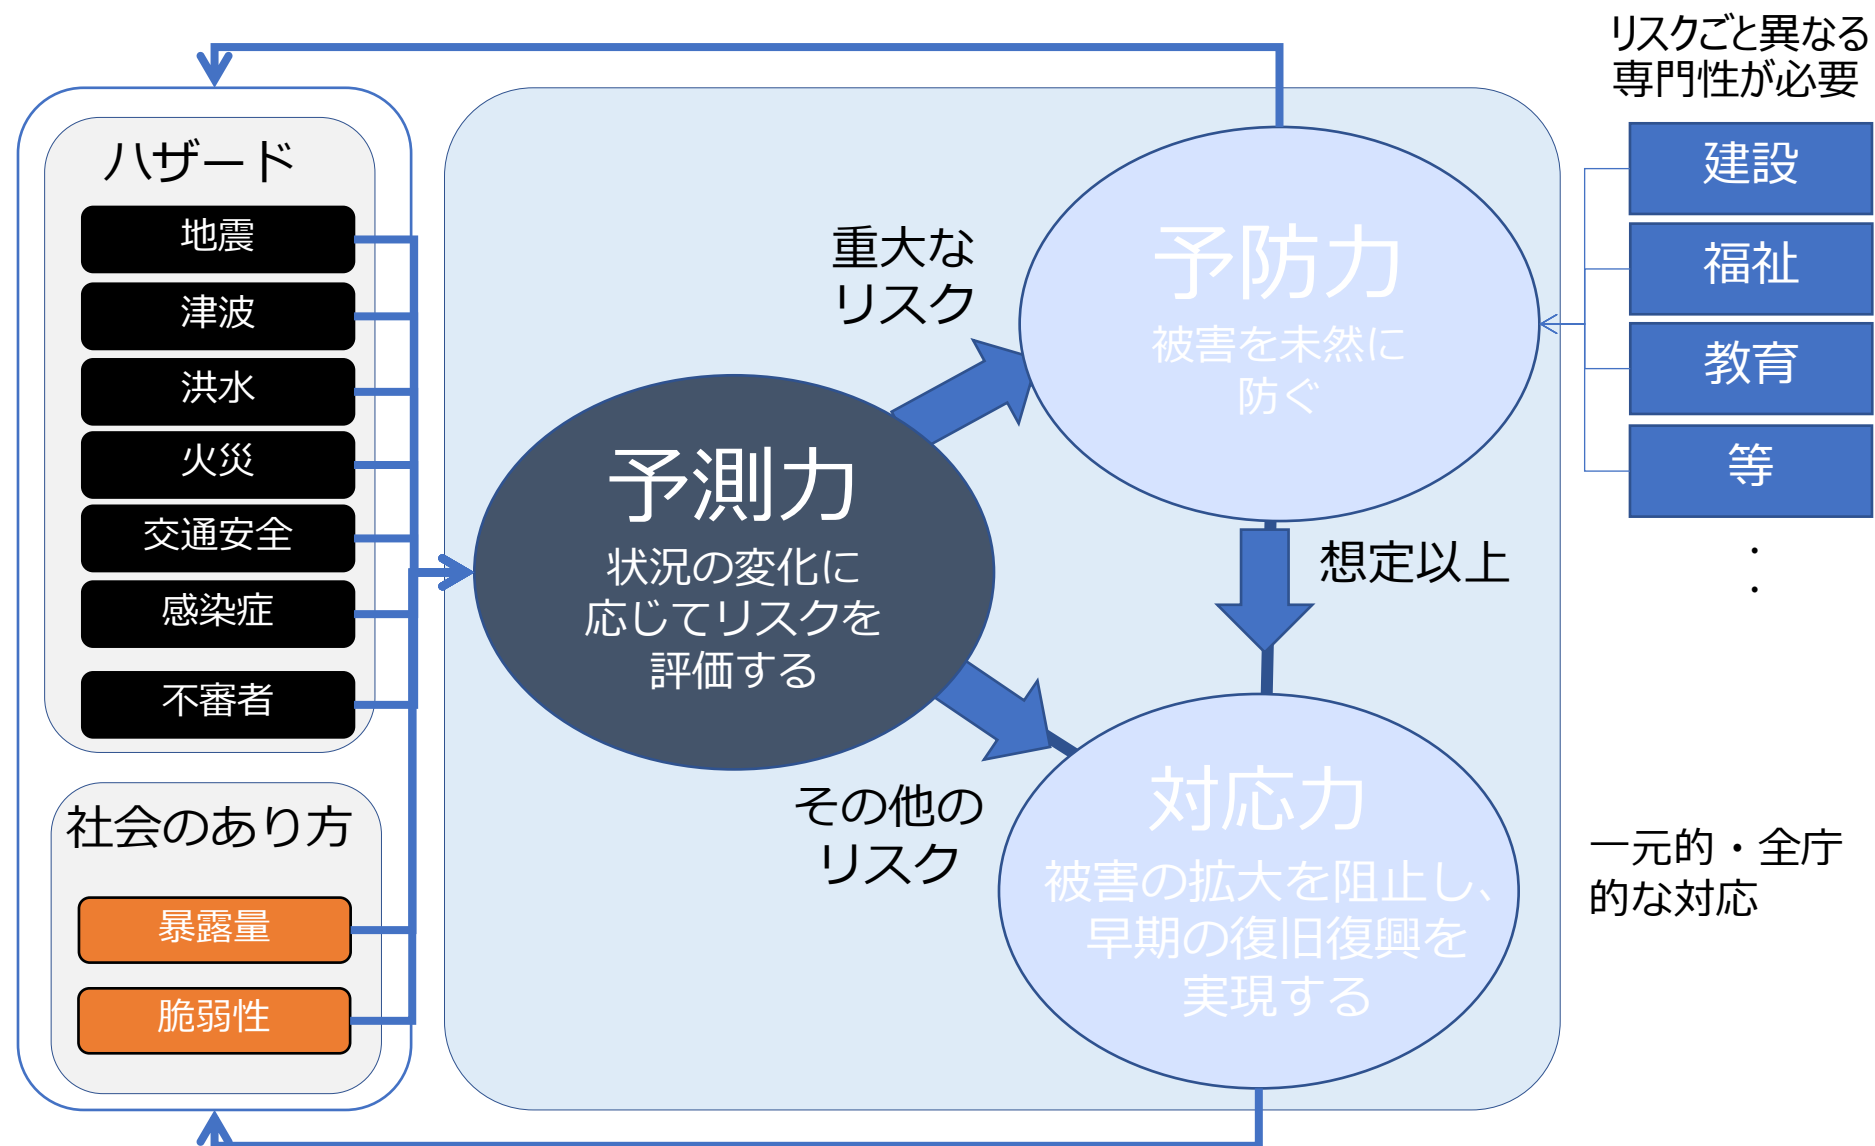 ハザード
地震
津波
洪水
火災
交通安全
感染症
不審者
社会のあり方
暴露量
脆弱性
予測力
状況の変化に
応じてリスクを
評価する
重大な
リスク
その他の
リスク
予防力
被害を未然に
防ぐ
想定以上
対応力
被害の拡大を阻止し、
早期の復旧復興を
実現する
リスクごと異なる
専門性が必要
建設
福祉
教育
等
・
・
一元的・全庁
的な対応